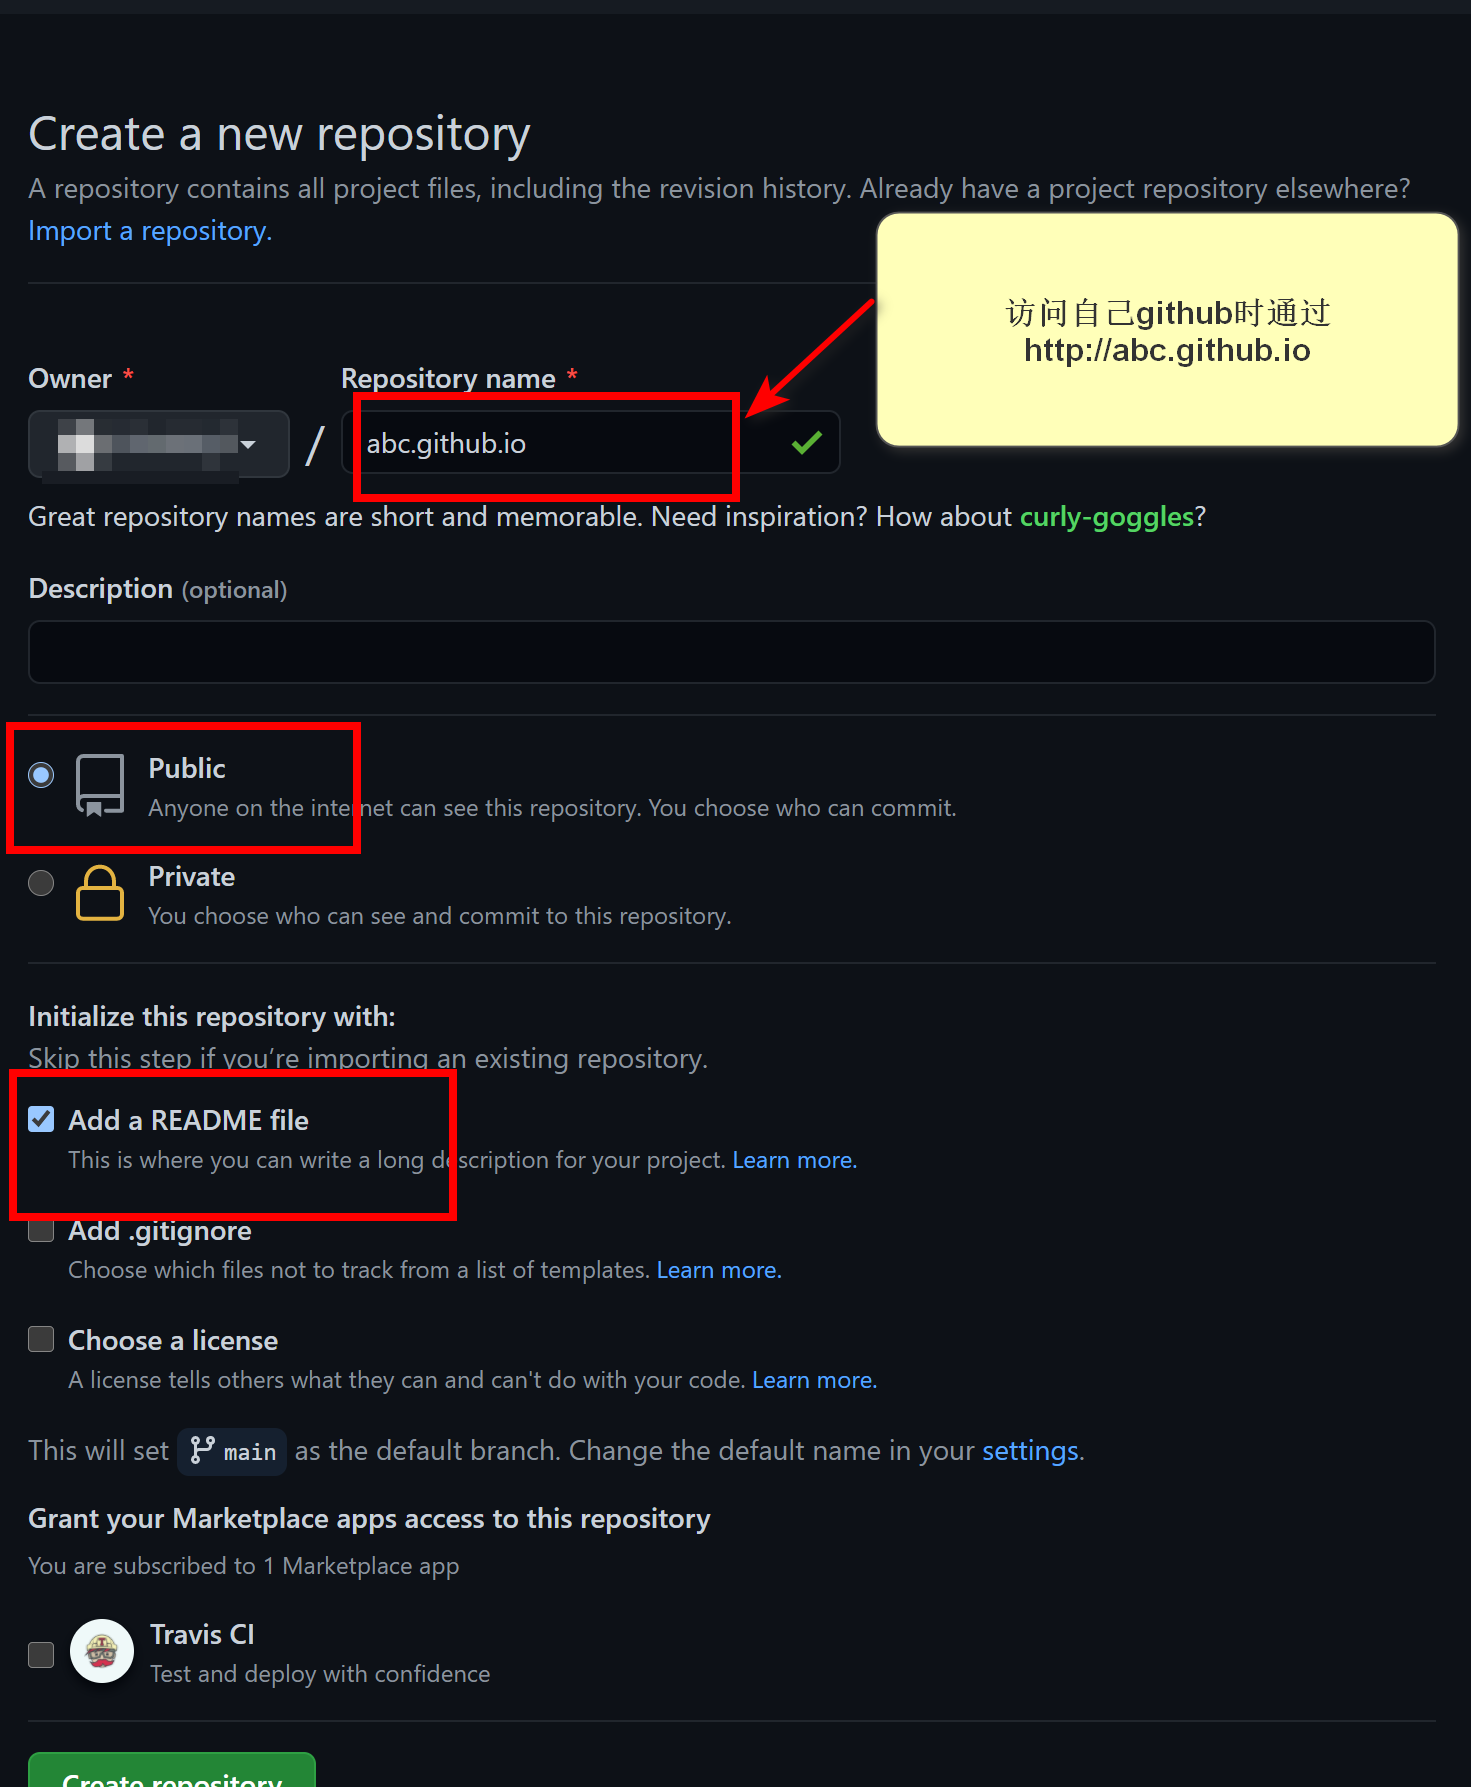 Create a new repository
A repository contains all project files, including the revision history. Already have a project repository elsewhere?
Import a repository.
访问自己github时通过
http://abc.github.io
Owner *
Repository name *
/
abc.github.io
Great repository names are short and memorable. Need inspiration? How about curly-goggles?
Description (optional)
Public
Anyone on the internet can see this repository. You choose who can commit.
Private
You choose who can see and commit to this repository.
Initialize this repository with:
Skip this step if you’re importing an existing repository.
Add a README file
This is where you can write a long description for your project. Learn more.
Add .gitignore
Choose which files not to track from a list of templates. Learn more.
Choose a license
A license tells others what they can and can't do with your code. Learn more.
This will set main as the default branch. Change the default name in your settings.
Grant your Marketplace apps access to this repository
You are subscribed to 1 Marketplace app
Travis CI
Test and deploy with confidence
Create repository